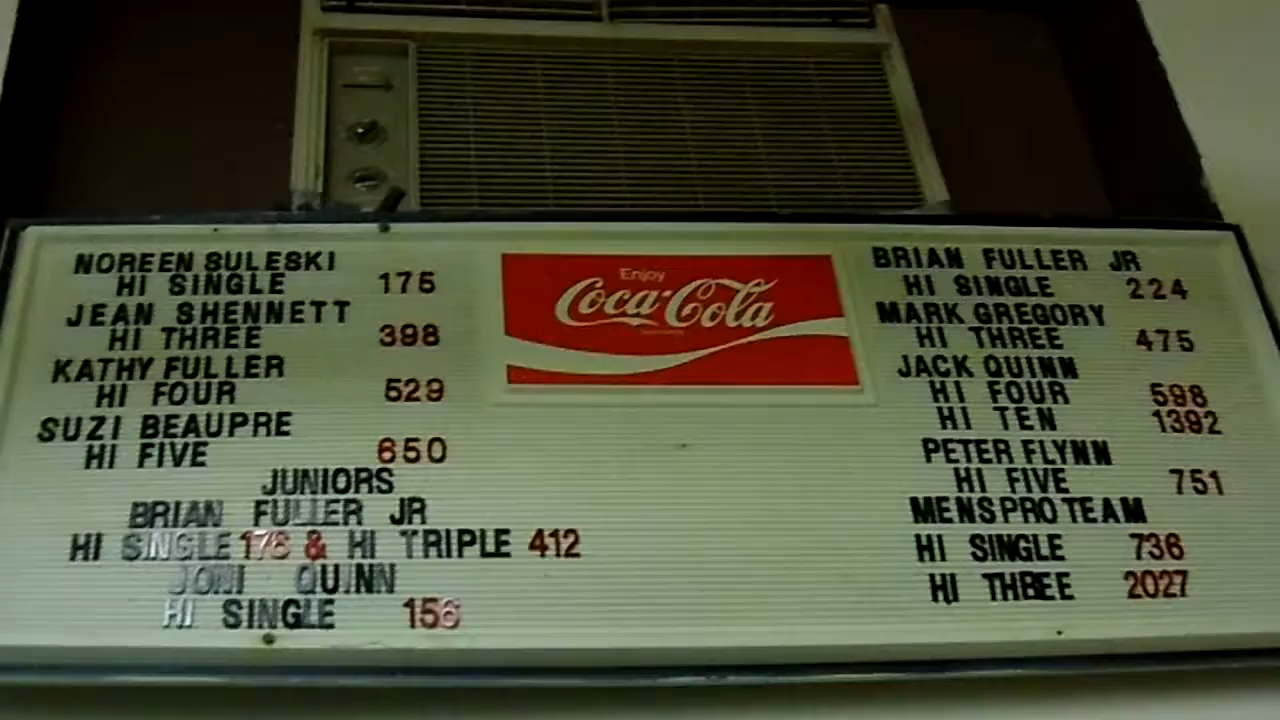 NOREEN SULESKI
HI SINGLE 175
JEAN SHENNETT
HI THREE 398
KATHY FULLER
HI FOUR 529
SUZI BEAUPRE
HI FIVE 650
JUNIORS
BRIAN FULLER JR
HI SINGLE 178 & HI TRIPLE 412
JONI QUINN
HI SINGLE 156
Enjoy
Coca-Cola
BRIAN FULLER JR
HI SINGLE 224
MARK GREGORY
HI THREE 475
JACK QUINN
HI FOUR 598
HI TEN 1392
PETER FLYNN
HI FIVE 751
MENS PRO TEAM
HI SINGLE 736
HI THBEE 2027